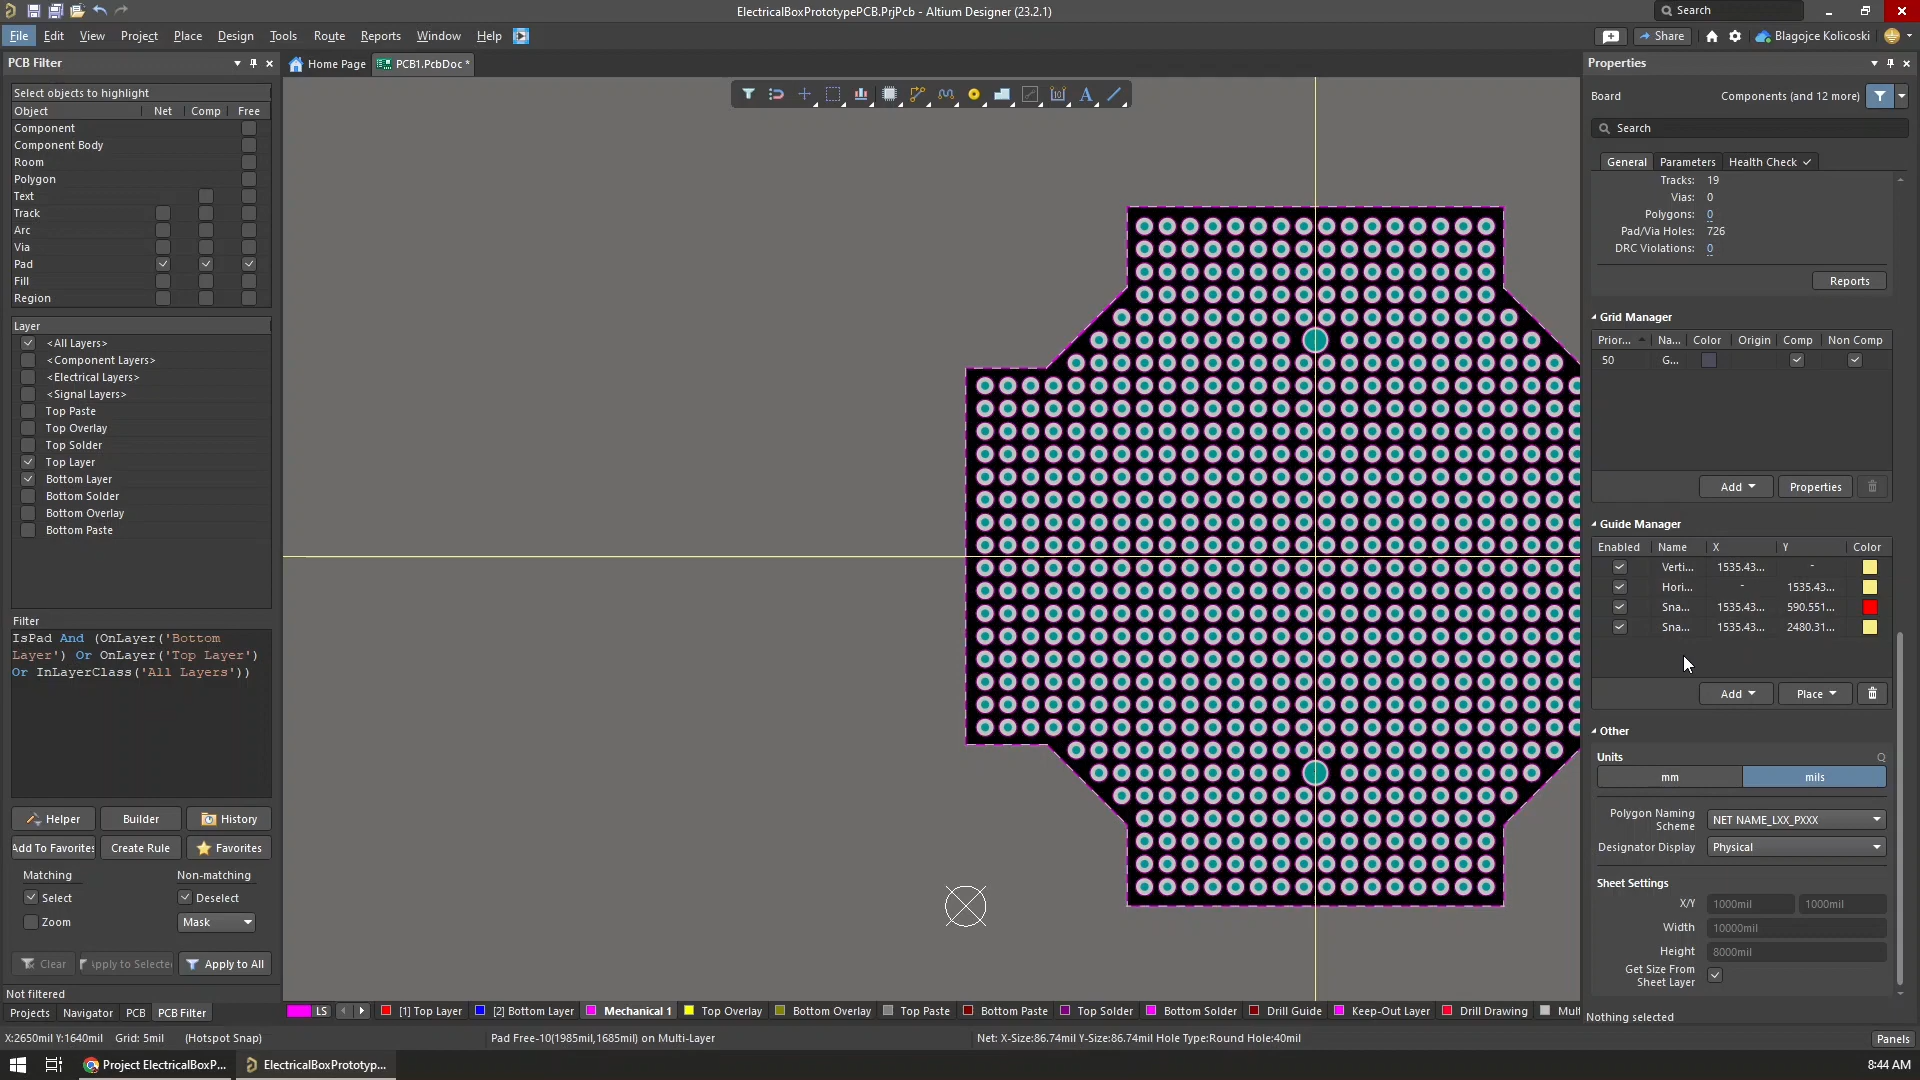 ElectricalBoxPrototypePCB.PrjPcb - Altium Designer (23.2.1)
Search
File Edit View Project Place Design Tools Route Reports Window Help
Share
Blagojce Kolicoski
PCB Filter
Home Page
PCB1.PcbDoc *
Properties
Select objects to highlight
Object Net Comp Free
Component
Component Body
Room
Polygon
Text
Track
Arc
Via
Pad
Fill
Region
Layer
<All Layers>
<Component Layers>
<Electrical Layers>
<Signal Layers>
Top Paste
Top Overlay
Top Solder
Top Layer
Bottom Layer
Bottom Solder
Bottom Overlay
Bottom Paste
Filter
IsPad And (OnLayer('Bottom
Layer') Or OnLayer('Top Layer')
Or InLayerClass('All Layers'))
Helper Builder History
Add To Favorites Create Rule Favorites
Matching Non-matching
Select Deselect
Zoom Mask
Clear Apply to Selected Apply to All
Not filtered
Projects Navigator PCB PCB Filter
Board Components (and 12 more)
Search
General Parameters Health Check
Tracks: 19
Vias: 0
Polygons: 0
Pad/Via Holes: 726
DRC Violations: 0
Reports
Grid Manager
Prior... Na... Color Origin Comp Non Comp
50 G...
Add Properties
Guide Manager
Enabled Name X Y Color
Verti... 1535.43... -
Hori... - 1535.43...
Sna... 1535.43... 590.551...
Sna... 1535.43... 2480.31...
Add Place
Other
Units
mm mils
Polygon Naming
Scheme
NET NAME_LXX_PXXX
Designator Display Physical
Sheet Settings
X/Y 1000mil 1000mil
Width 10000mil
Height 8000mil
Get Size From
Sheet Layer
Nothing selected
LS [1] Top Layer [2] Bottom Layer Mechanical 1 Top Overlay Bottom Overlay Top Paste Bottom Paste Top Solder Bottom Solder Drill Guide Keep-Out Layer Drill Drawing Mult
X:2650mil Y:1640mil Grid: 5mil (Hotspot Snap) Pad Free-10(1985mil,1685mil) on Multi-Layer Net: X-Size:86.74mil Y-Size:86.74mil Hole Type:Round Hole:40mil Panels
Project ElectricalBoxP... ElectricalBoxPrototyp... 8:44 AM